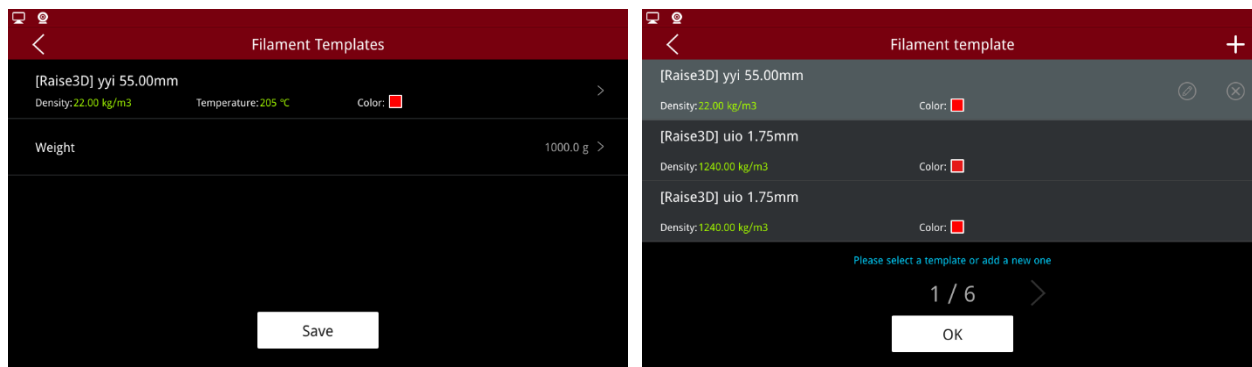 Filament Templates
[Raise3D] yyi 55.00mm
Density:22.00 kg/m3 Temperature:205 ℃ Color:
Weight 1000.0 g
Save
Filament template
[Raise3D] yyi 55.00mm
Density:22.00 kg/m3 Color:
[Raise3D] uio 1.75mm
Density:1240.00 kg/m3 Color:
[Raise3D] uio 1.75mm
Density:1240.00 kg/m3 Color:
Please select a template or add a new one
1 / 6
OK